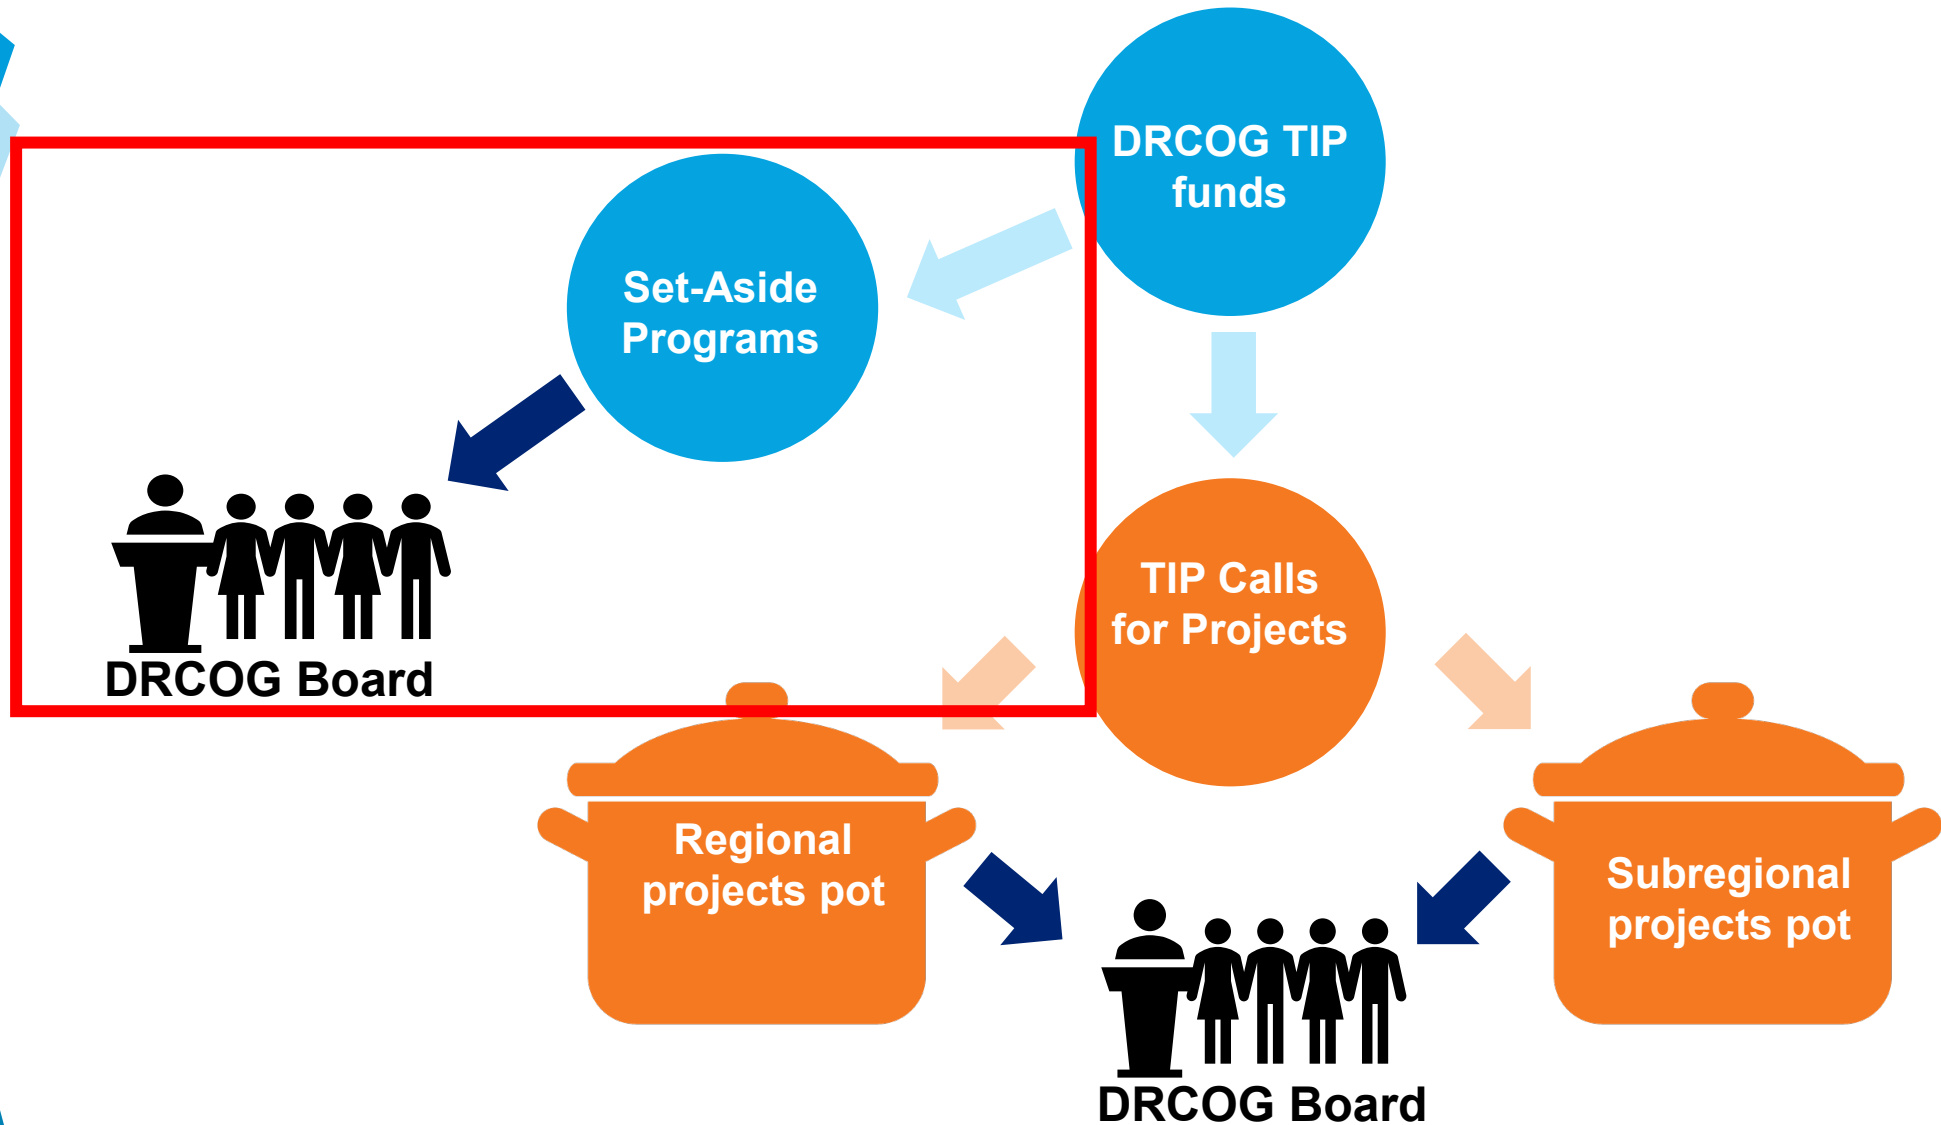 DRCOG TIP
funds
Set-Aside
Programs
TIP Calls
for Projects
DRCOG Board
Regional
projects pot
Subregional
projects pot
DRCOG Board